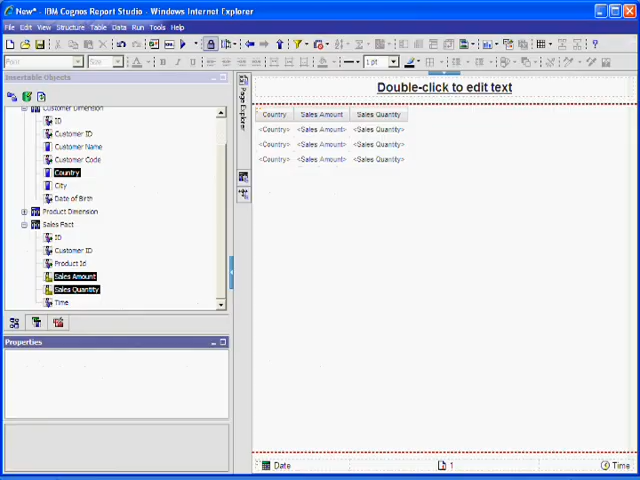 New* - IBM Cognos Report Studio - Windows Internet Explorer
File Edit View Structure Table Data Run Tools Help
Font Size 1 pt
Insertable Objects
Customer Dimension
ID
Customer ID
Customer Name
Customer Code
Country
City
Date of Birth
Product Dimension
Sales Fact
ID
Customer ID
Product Id
Sales Amount
Sales Quantity
Time
Properties
Page Explorer
Double-click to edit text
Country Sales Amount Sales Quantity
<Country> <Sales Amount> <Sales Quantity>
<Country> <Sales Amount> <Sales Quantity>
<Country> <Sales Amount> <Sales Quantity>
Date 1 Time